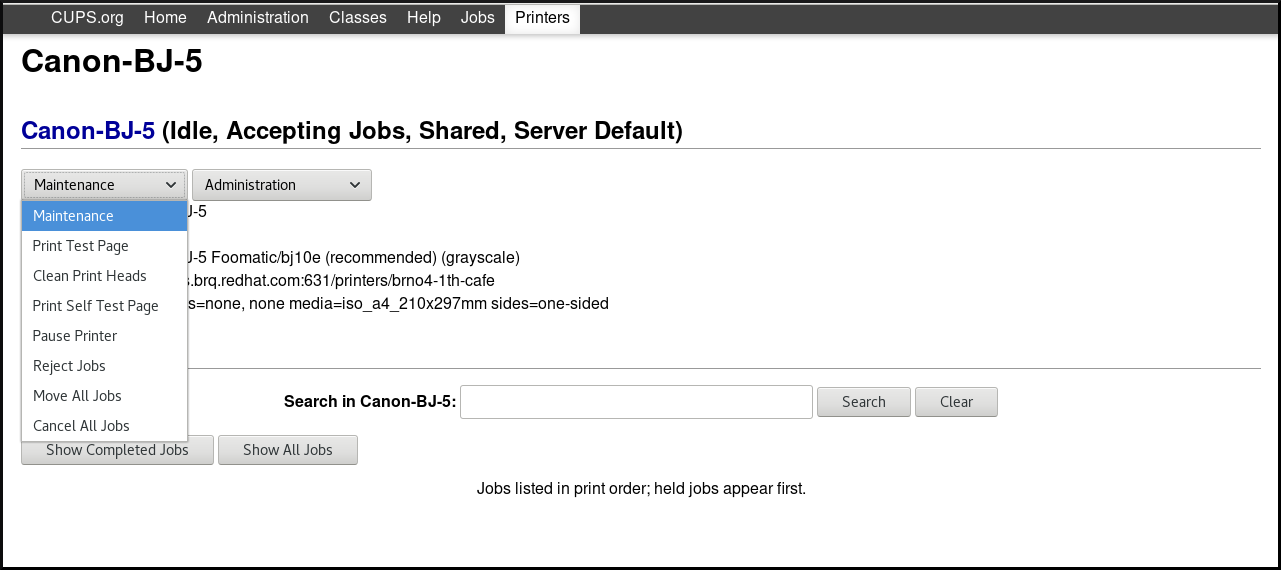 CUPS.org Home Administration Classes Help Jobs Printers
Canon-BJ-5
Canon-BJ-5 (Idle, Accepting Jobs, Shared, Server Default)
Maintenance Administration
Maintenance
J-5
Print Test Page
J-5 Foomatic/bj10e (recommended) (grayscale)
Clean Print Heads
s.brq.redhat.com:631/printers/brno4-1th-cafe
Print Self Test Page
s=none, none media=iso_a4_210x297mm sides=one-sided
Pause Printer
Reject Jobs
Move All Jobs
Search in Canon-BJ-5: Search Clear
Cancel All Jobs
Show Completed Jobs Show All Jobs
Jobs listed in print order; held jobs appear first.